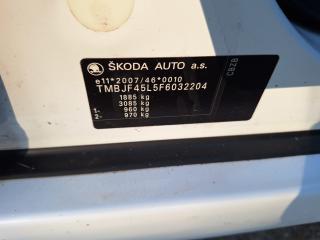 ŠKODA AUTO a.s.
e11*2007/46*0010
TMBJF45L5F6032204
1885 kg
3085 kg
1- 960 kg
2- 970 kg
CBZB